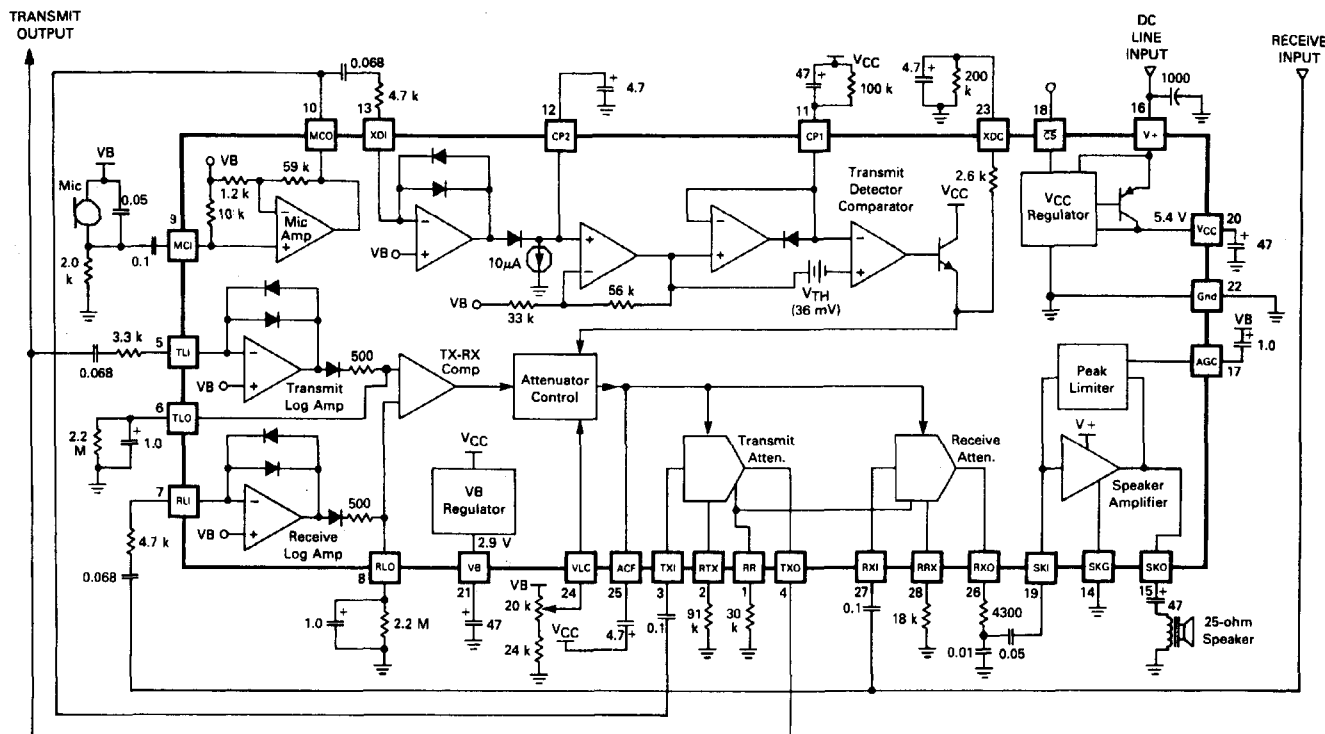 TRANSMIT
OUTPUT
DC
LINE
INPUT
RECEIVE
INPUT
0.068
4.7 k
4.7
47
VCC
100 k
4.7
200
k
1000
10
13
12
11
23
18
16
MCO
XDI
CP2
CP1
XDC
CS
V+
VB
Mic
0.05
9
MCI
0.1
2.0
k
VB
1.2 k
59 k
10 k
Mic
Amp
VB
10μA
VB
33 k
56 k
VTH
(36 mV)
Transmit
Detector
Comparator
VCC
2.6 k
VCC
Regulator
5.4 V
20
VCC
47
22
Gnd
VB
1.0
AGC
17
3.3 k
0.068
5
TLI
VB
500
Transmit
Log Amp
TX-RX
Comp
Attenuator
Control
6
TLO
2.2
M
1.0
7
RLI
VB
500
Receive
Log Amp
4.7 k
0.068
VCC
VB
Regulator
2.9 V
Transmit
Atten.
Receive
Atten.
Peak
Limiter
V+
Speaker
Amplifier
RLO
VB
VLC
ACF
TXI
RTX
RR
TXO
RXI
RRX
RXO
SKI
SKG
SKO
8
21
24
25
3
2
1
4
27
28
26
19
14
15
1.0
2.2 M
47
VB
20 k
24 k
VCC
4.7
0.1
91
k
30
k
0.1
18 k
4300
0.01
0.05
47
25-ohm
Speaker